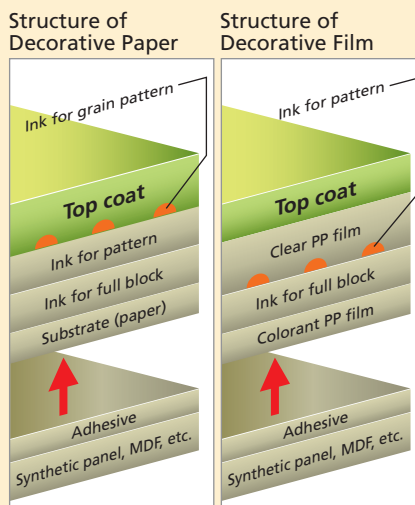 Structure of
Decorative Paper
Ink for grain pattern
Top coat
Ink for pattern
Ink for full block
Substrate (paper)
Adhesive
Synthetic panel, MDF, etc.
Structure of
Decorative Film
Ink for pattern
Top coat
Clear PP film
Ink for full block
Colorant PP film
Adhesive
Synthetic panel, MDF, etc.